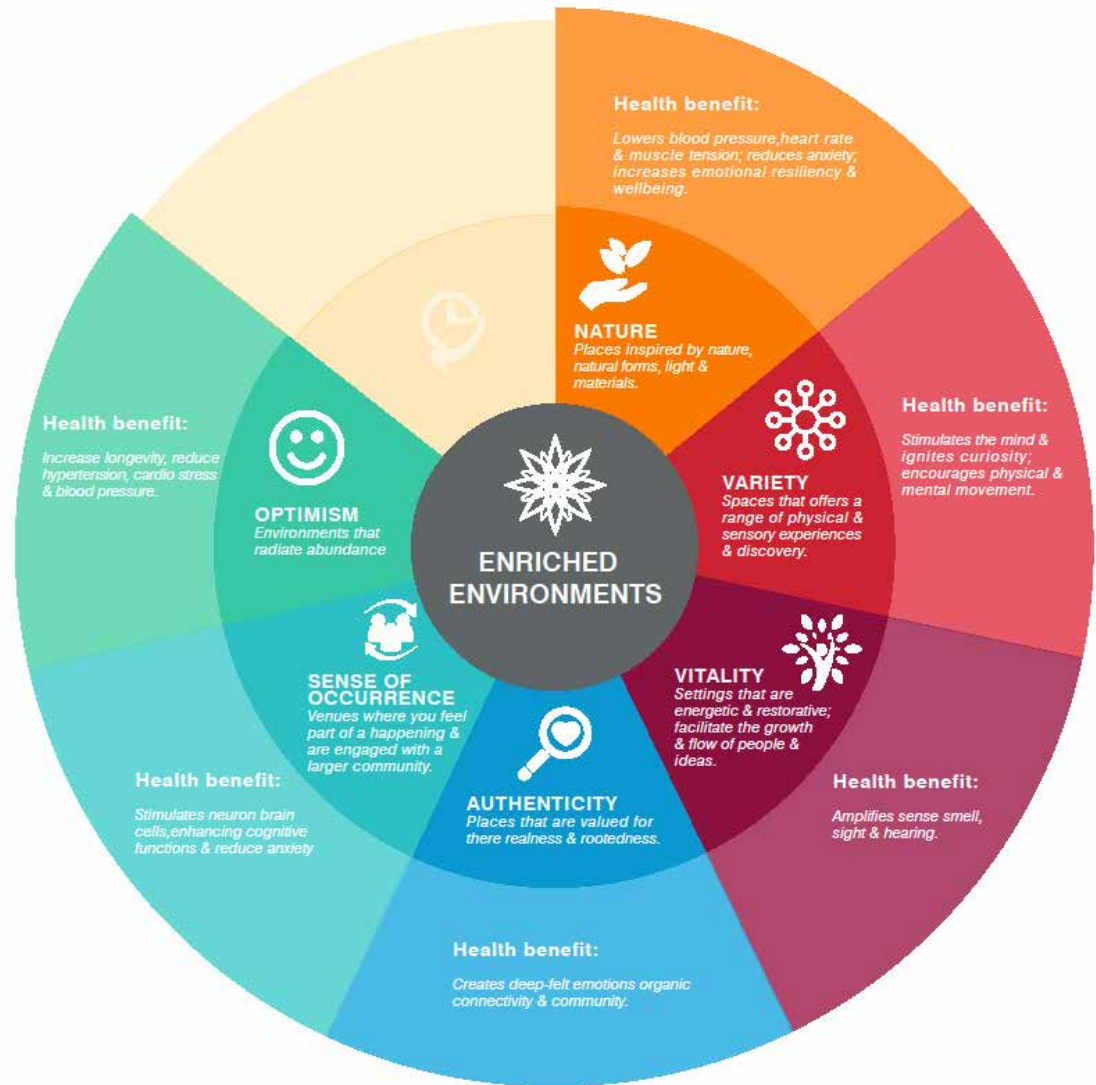 ENRICHED
ENVIRONMENTS
Health benefit:
Lowers blood pressure,heart rate
& muscle tension; reduces anxiety;
increases emotional resiliency &
wellbeing.
NATURE
Places inspired by nature,
natural forms, light &
materials.
Health benefit:
Stimulates the mind &
ignites curiosity;
encourages physical &
mental movement.
VARIETY
Spaces that offers a
range of physical &
sensory experiences
& discovery.
Health benefit:
Amplifies sense smell,
sight & hearing.
VITALITY
Settings that are
energetic & restorative;
facilitate the growth
& flow of people &
ideas.
Health benefit:
Creates deep-felt emotions organic
connectivity & community.
AUTHENTICITY
Places that are valued for
there realness & rootedness.
Health benefit:
Stimulates neuron brain
cells,enhancing cognitive
functions & reduce anxiety
SENSE OF
OCCURRENCE
Venues where you feel
part of a happening &
are engaged with a
larger community.
Health benefit:
Increase longevity, reduce
hypertension, cardio stress
& blood pressure.
OPTIMISM
Environments that
radiate abundance